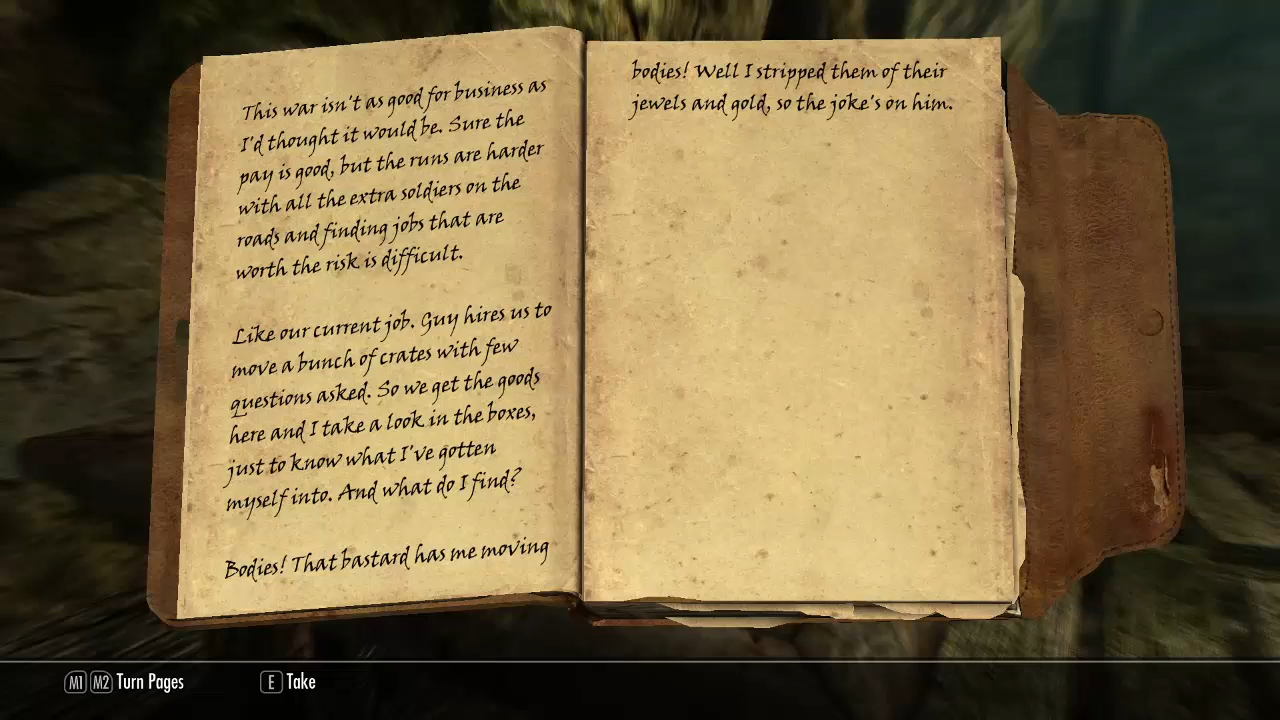 This war isn't as good for business as
I'd thought it would be. Sure the
pay is good, but the runs are harder
with all the extra soldiers on the
roads and finding jobs that are
worth the risk is difficult.
Like our current job. Guy hires us to
move a bunch of crates with few
questions asked. So we get the goods
here and I take a look in the boxes,
just to know what I've gotten
myself into. And what do I find?
Bodies! That bastard has me moving
bodies! Well I stripped them of their
jewels and gold, so the joke's on him.
M1 M2 Turn Pages
E Take